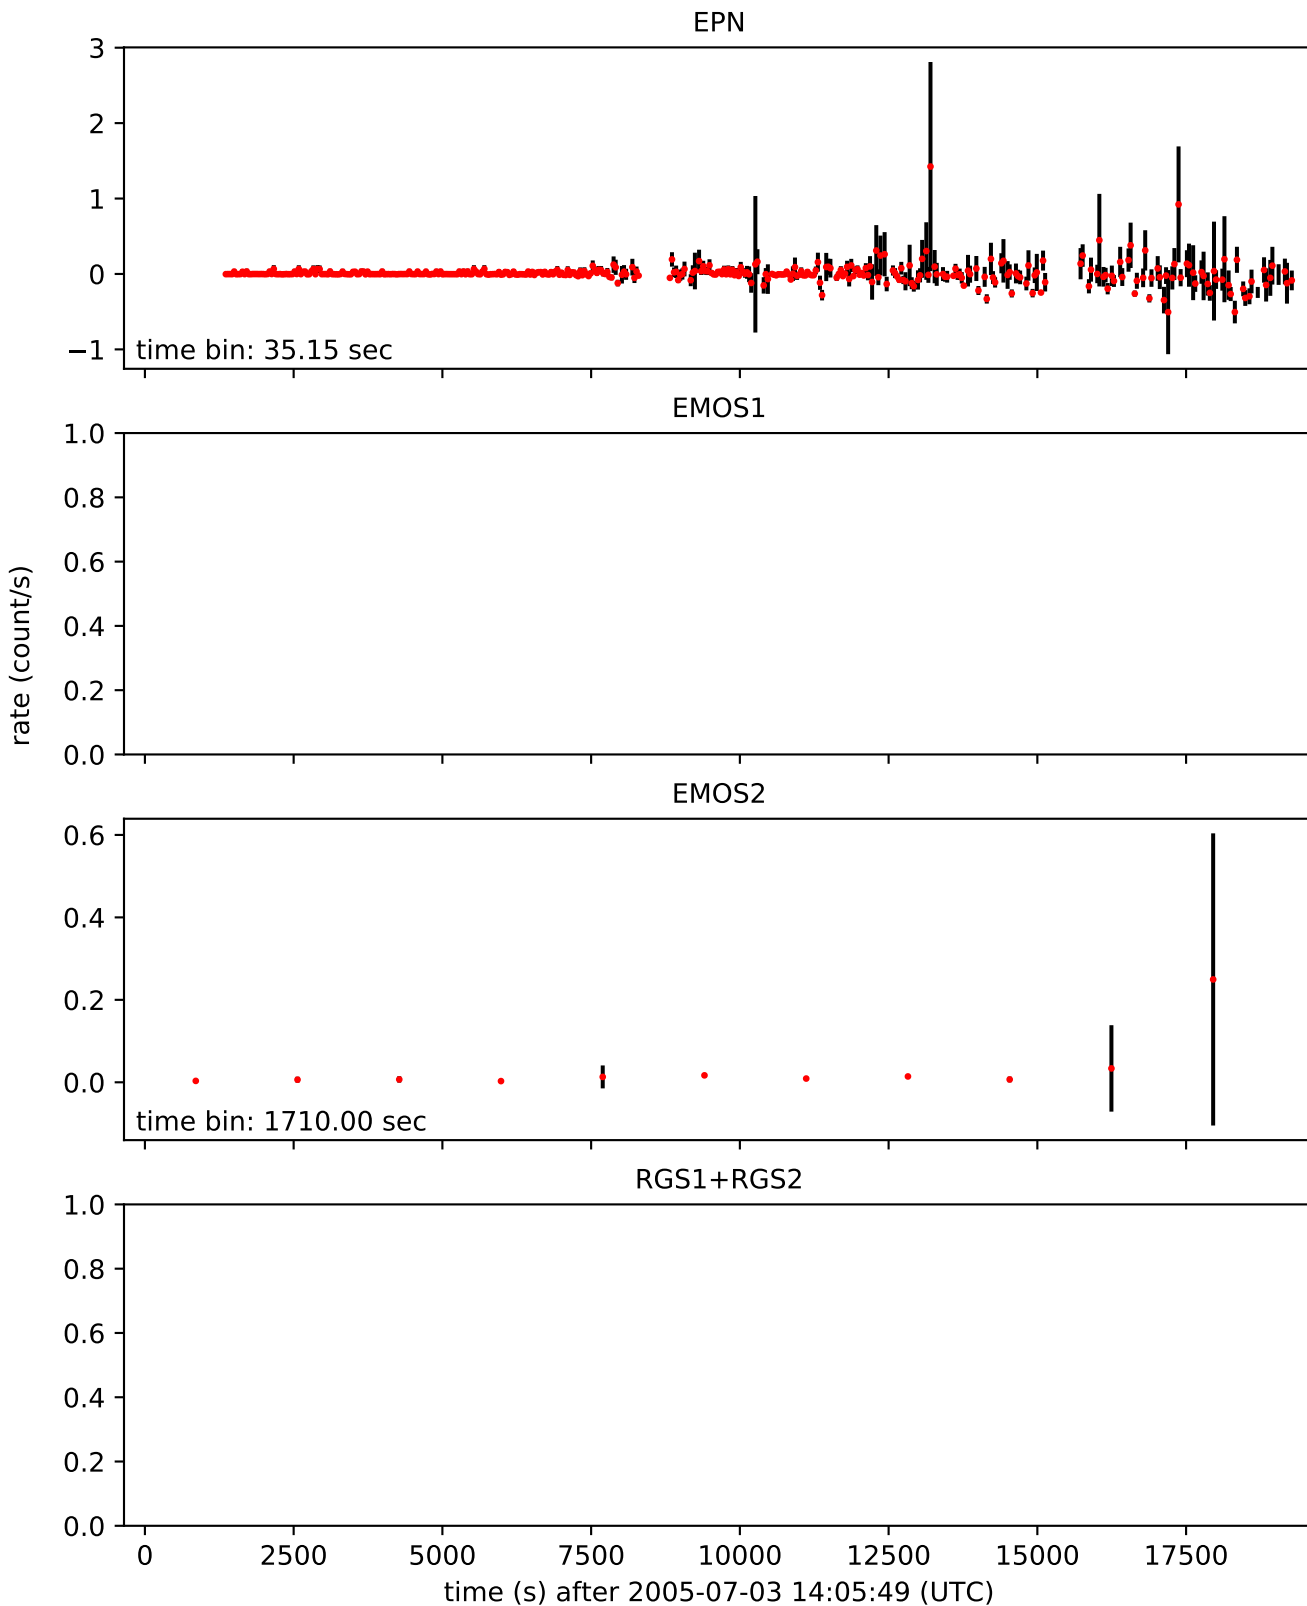 EPN
3
2
1
0
−1
time bin: 35.15 sec
EMOS1
1.0
0.8
0.6
0.4
0.2
0.0
rate (count/s)
EMOS2
0.6
0.4
0.2
0.0
time bin: 1710.00 sec
RGS1+RGS2
1.0
0.8
0.6
0.4
0.2
0.0
0 2500 5000 7500 10000 12500 15000 17500
time (s) after 2005-07-03 14:05:49 (UTC)